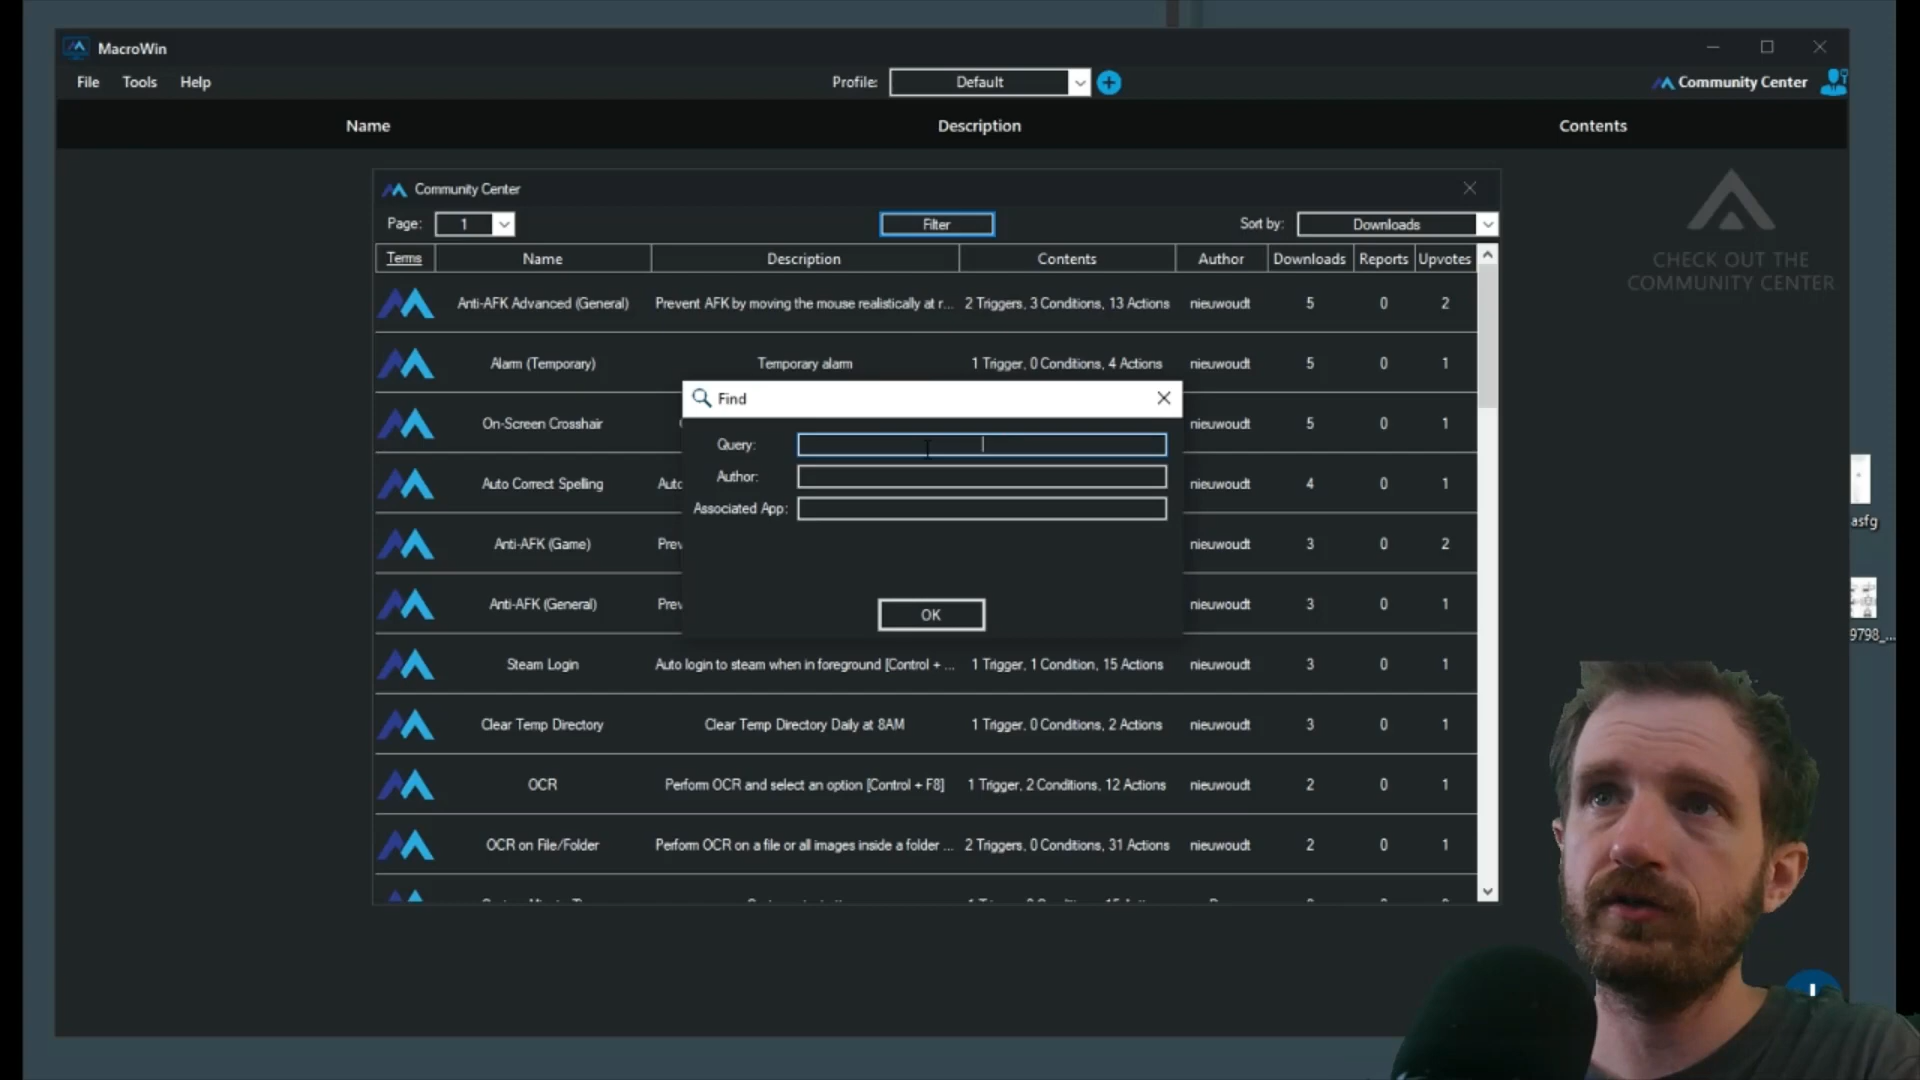 MacroWin
File Tools Help Profile: Default Community Center
Name Description Contents
CHECK OUT THE
COMMUNITY CENTER
Community Center
Page: 1 Filter Sort by: Downloads
Terms Name Description Contents Author Downloads Reports Upvotes
Anti-AFK Advanced (General) Prevent AFK by moving the mouse realistically at r... 2 Triggers, 3 Conditions, 13 Actions nieuwoudt 5 0 2
Alarm (Temporary) Temporary alarm 1 Trigger, 0 Conditions, 4 Actions nieuwoudt 5 0 1
On-Screen Crosshair nieuwoudt 5 0 1
Auto Correct Spelling Auto nieuwoudt 4 0 1
Anti-AFK (Game) Prev nieuwoudt 3 0 2
Anti-AFK (General) Prev nieuwoudt 3 0 1
Steam Login Auto login to steam when in foreground [Control + ... 1 Trigger, 1 Condition, 15 Actions nieuwoudt 3 0 1
Clear Temp Directory Clear Temp Directory Daily at 8AM 1 Trigger, 0 Conditions, 2 Actions nieuwoudt 3 0 1
OCR Perform OCR and select an option [Control + F8] 1 Trigger, 2 Conditions, 12 Actions nieuwoudt 2 0 1
OCR on File/Folder Perform OCR on a file or all images inside a folder ... 2 Triggers, 0 Conditions, 31 Actions nieuwoudt 2 0 1
Find
Query:
Author:
Associated App:
OK
asfg
9798_...